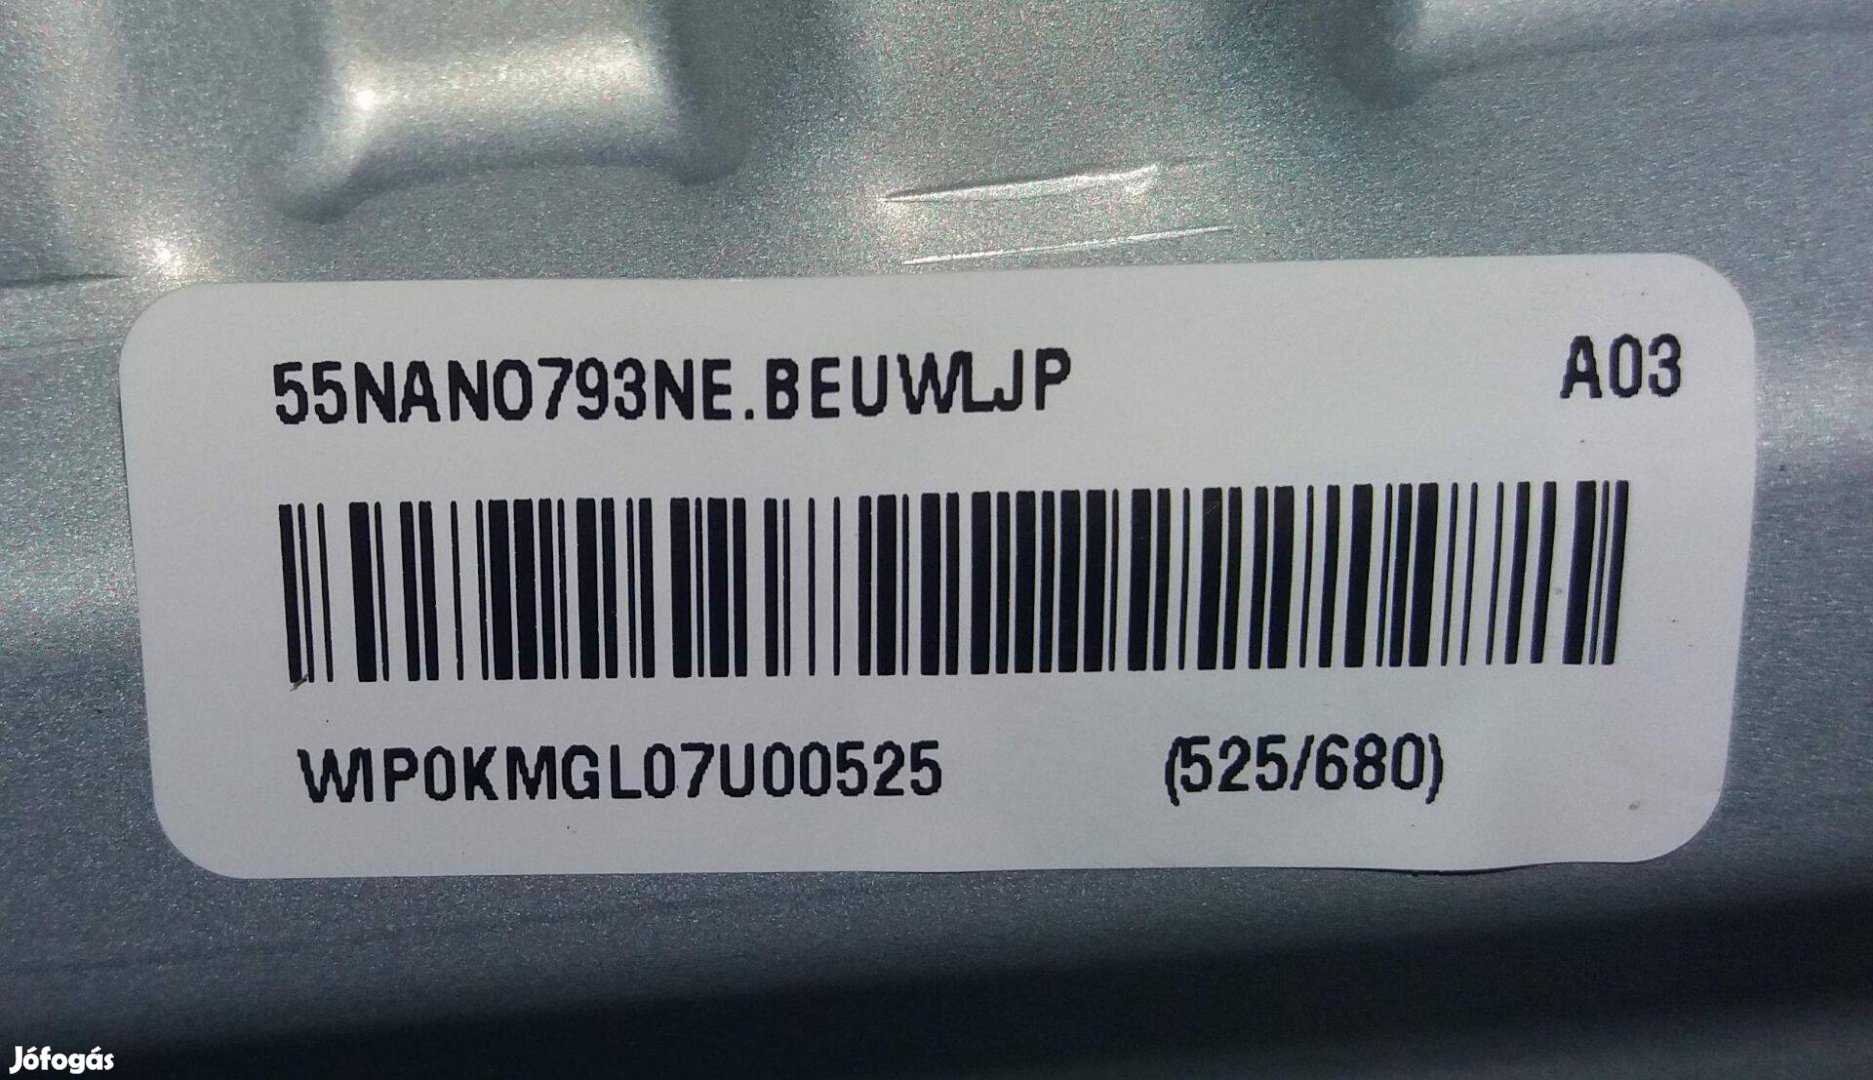 55NANO793NE.BEUWLJP A03
WIP0KMGL07U00525 (525/680)
Jófogás